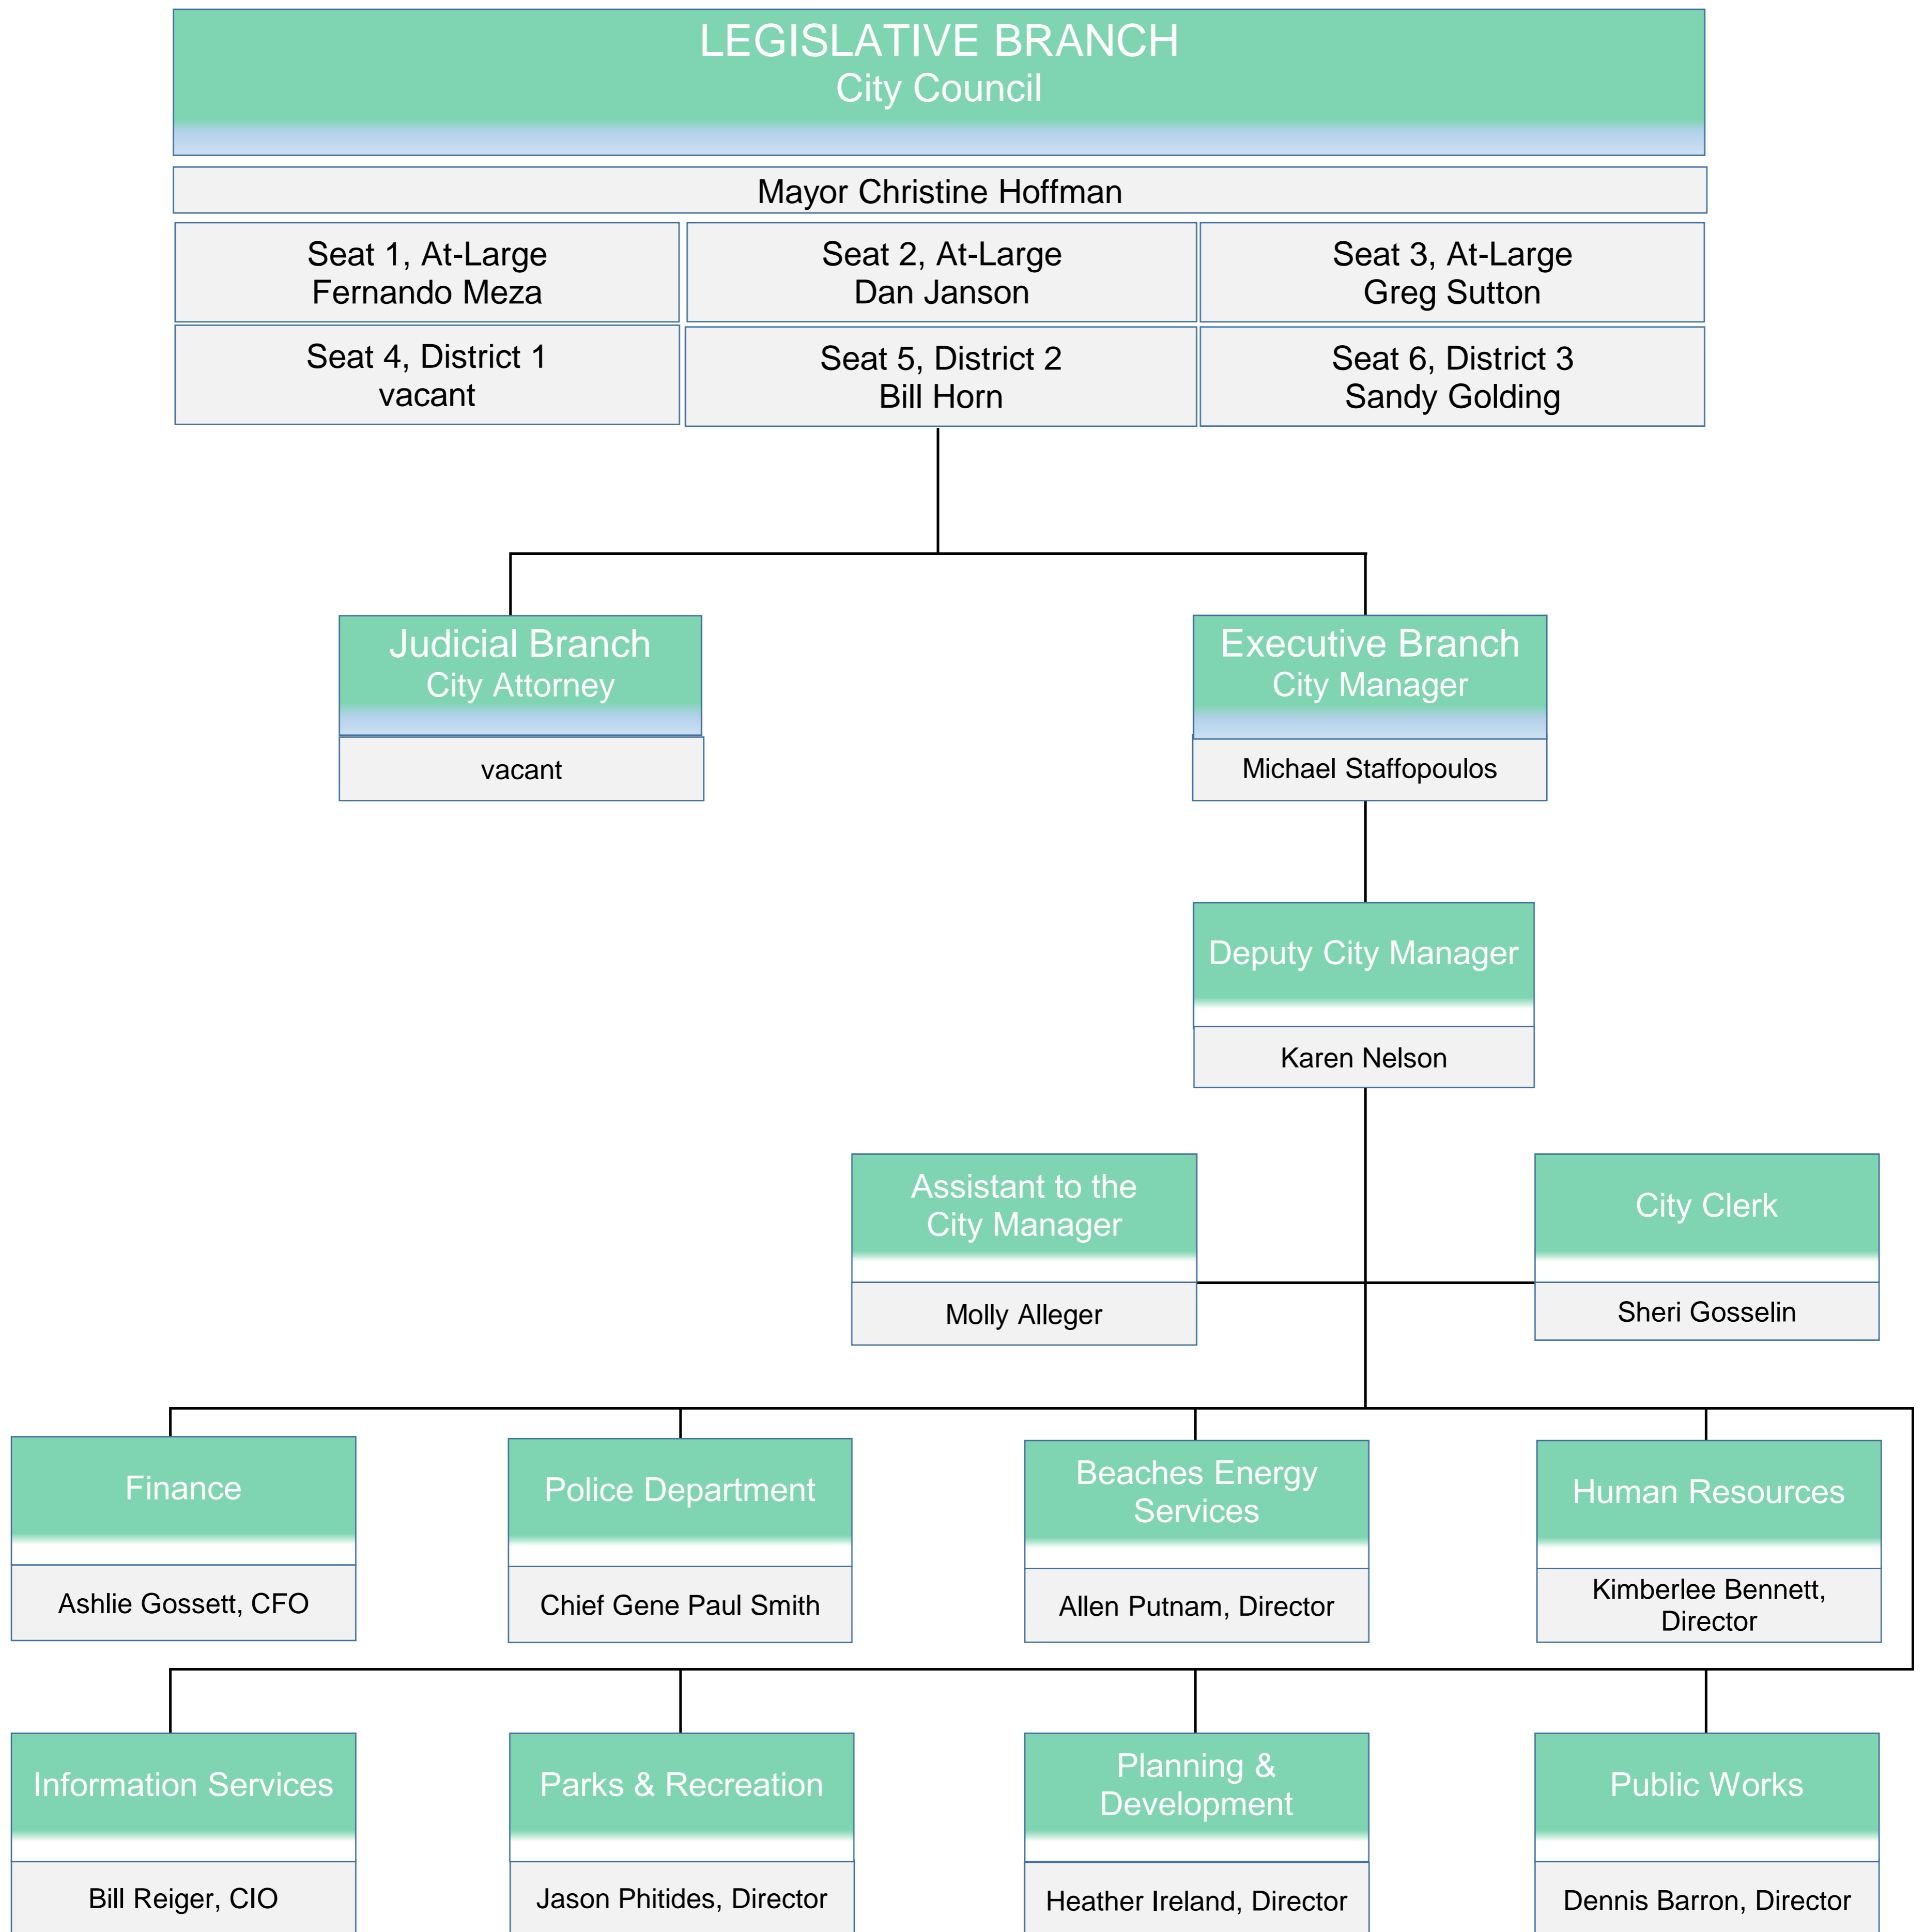 LEGISLATIVE BRANCH
City Council
Mayor Christine Hoffman
Seat 1, At-Large
Fernando Meza
Seat 2, At-Large
Dan Janson
Seat 3, At-Large
Greg Sutton
Seat 4, District 1
vacant
Seat 5, District 2
Bill Horn
Seat 6, District 3
Sandy Golding
Judicial Branch
City Attorney
vacant
Executive Branch
City Manager
Michael Staffopoulos
Deputy City Manager
Karen Nelson
Assistant to the
City Manager
Molly Alleger
City Clerk
Sheri Gosselin
Finance
Ashlie Gossett, CFO
Police Department
Chief Gene Paul Smith
Beaches Energy
Services
Allen Putnam, Director
Human Resources
Kimberlee Bennett,
Director
Information Services
Bill Reiger, CIO
Parks & Recreation
Jason Phitides, Director
Planning &
Development
Heather Ireland, Director
Public Works
Dennis Barron, Director